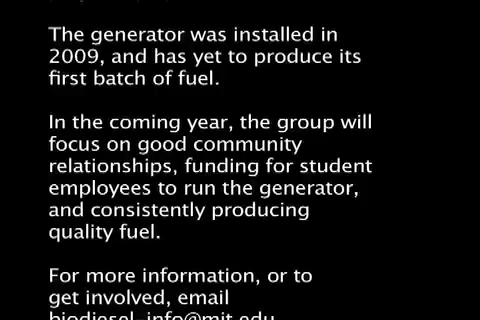 The generator was installed in
2009, and has yet to produce its
first batch of fuel.
In the coming year, the group will
focus on good community
relationships, funding for student
employees to run the generator,
and consistently producing
quality fuel.
For more information, or to
get involved, email
biodiesel-info@mit.edu